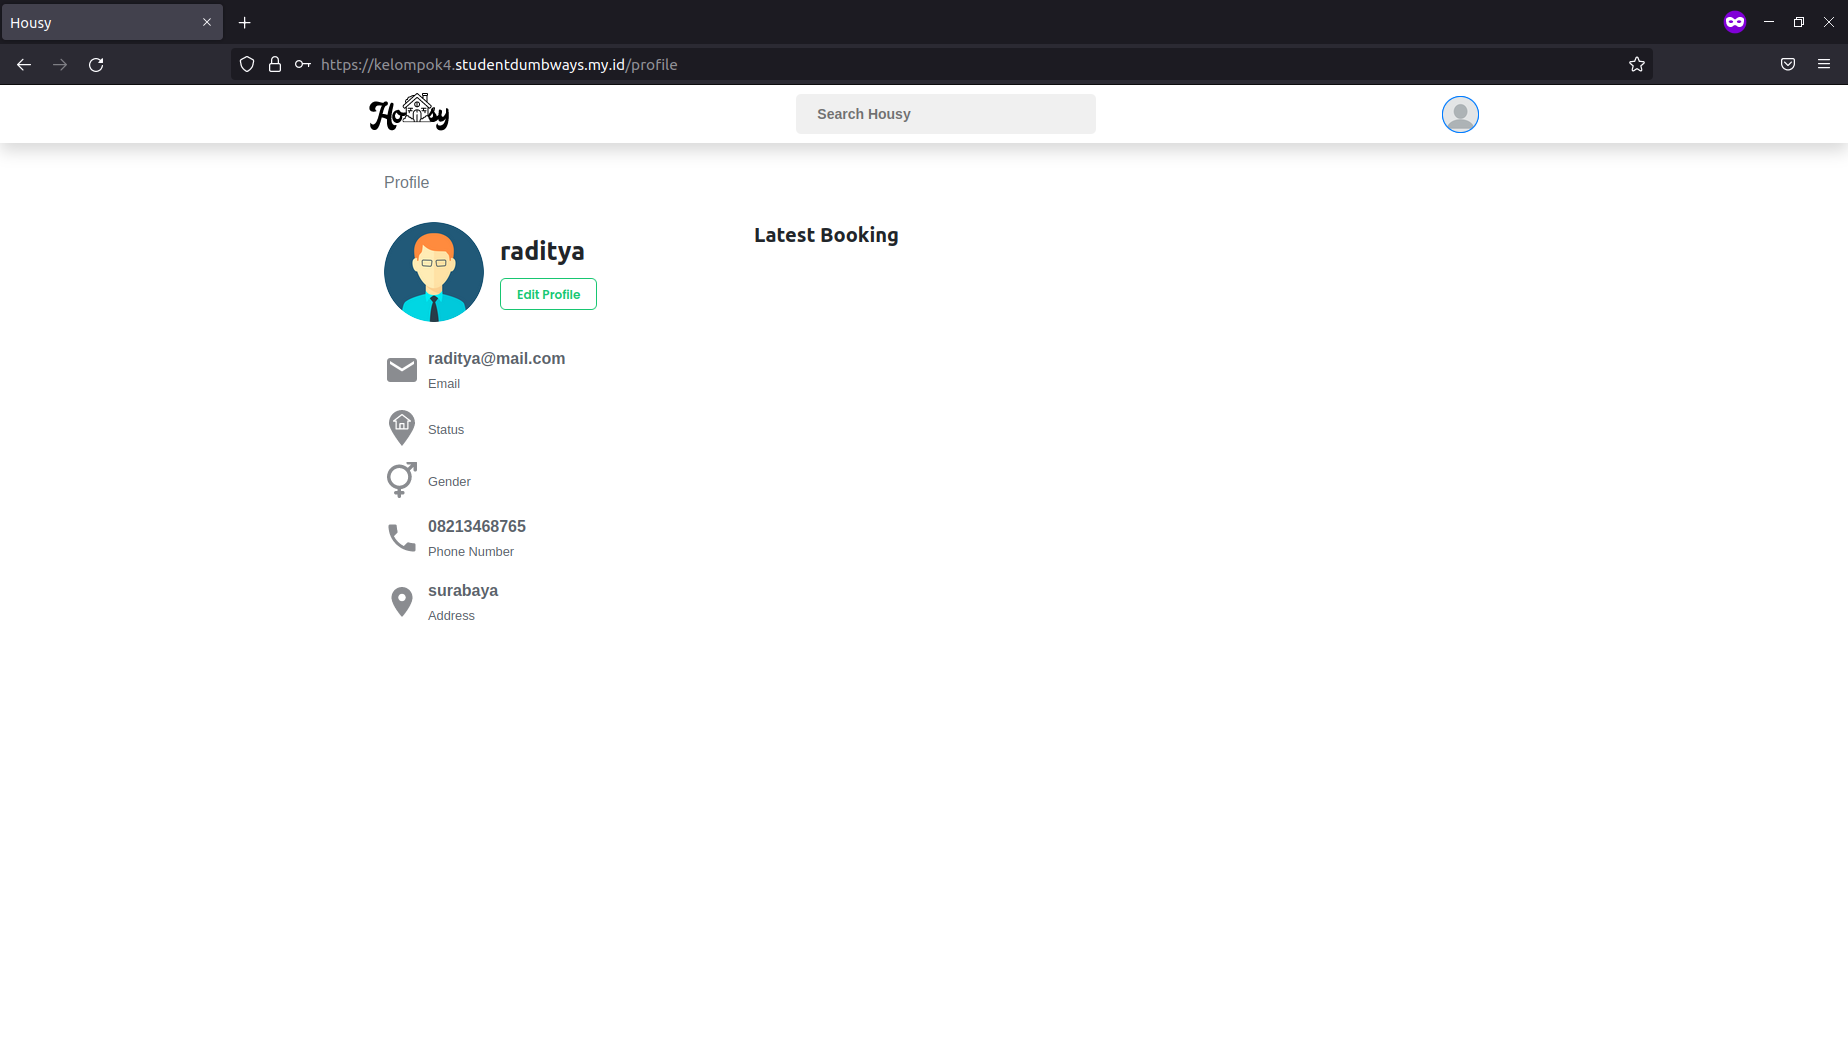 Housy
https://kelompok4.studentdumbways.my.id/profile
Housy
Search Housy
Profile
raditya
Edit Profile
Latest Booking
raditya@mail.com
Email
Status
Gender
08213468765
Phone Number
surabaya
Address